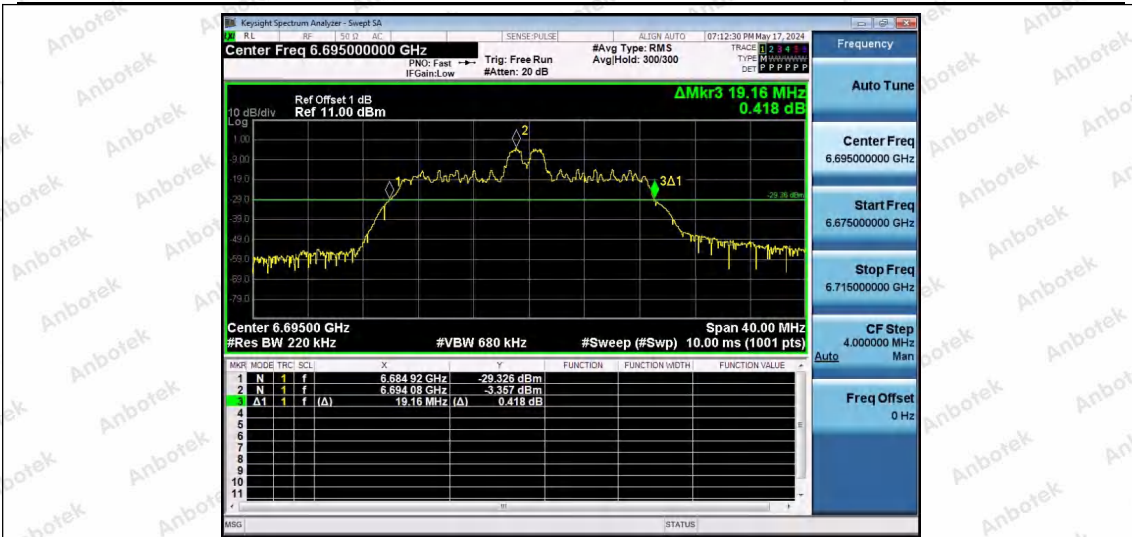 Keysight Spectrum Analyzer - Swept SA
RL RF 50 Ω AC SENSE:PULSE ALIGN AUTO 07:12:30 PM May 17, 2024
Center Freq 6.695000000 GHz
PNO: Fast
IFGain:Low
Trig: Free Run
#Atten: 20 dB
#Avg Type: RMS
Avg|Hold: 300/300
TRACE 1 2 3 4 5 6
TYPE M WWWWW
DET P P P P P P
ΔMkr3 19.16 MHz
0.418 dB
Ref Offset 1 dB
10 dB/div Ref 11.00 dBm
Log
1.00
-9.00
-19.0
-29.0
-39.0
-49.0
-59.0
-69.0
-79.0
1
2
3Δ1
Center 6.69500 GHz Span 40.00 MHz
#Res BW 220 kHz #VBW 680 kHz #Sweep (#Swp) 10.00 ms (1001 pts)
MKR MODE TRC SCL X Y FUNCTION FUNCTION WIDTH FUNCTION VALUE
1 N 1 f 6.684 92 GHz -29.326 dBm
2 N 1 f 6.694 08 GHz -3.357 dBm
3 Δ1 1 f (Δ) 19.16 MHz (Δ) 0.418 dB
4
5
6
7
8
9
10
11
MSG STATUS
Frequency
Auto Tune
Center Freq
6.695000000 GHz
Start Freq
6.675000000 GHz
Stop Freq
6.715000000 GHz
CF Step
4.000000 MHz
Auto Man
Freq Offset
0 Hz
Anbotek